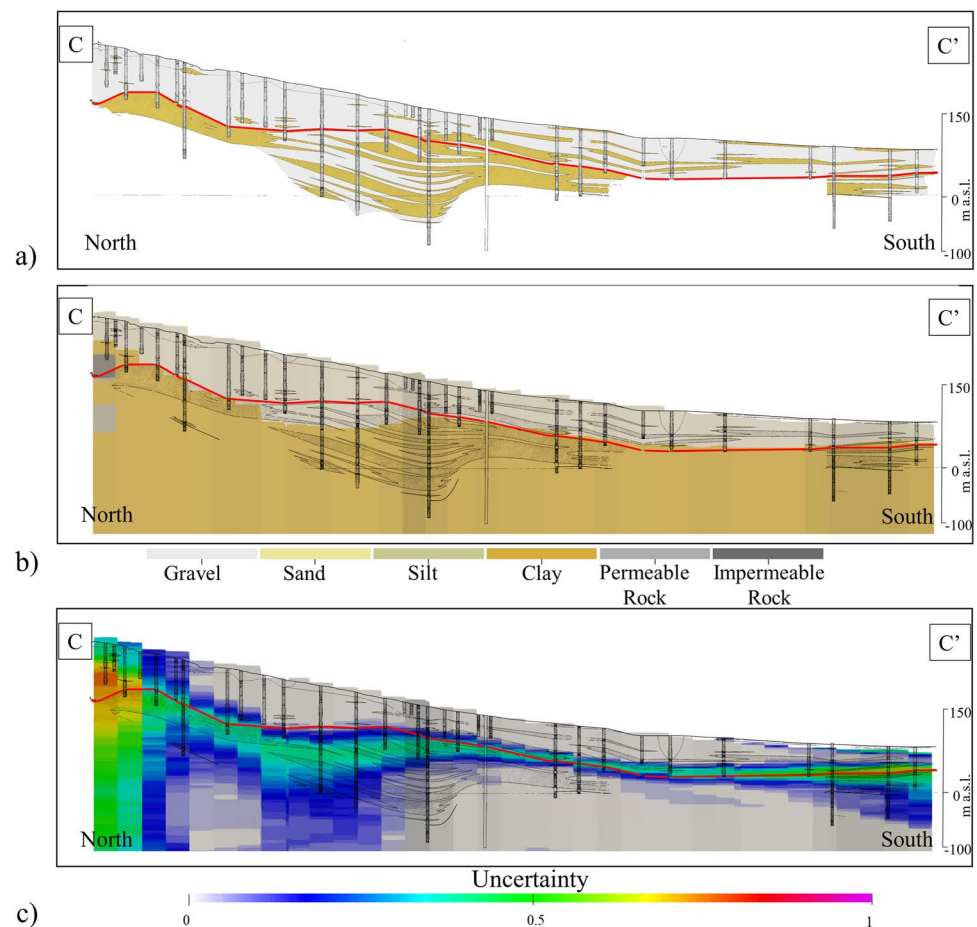 C
C'
150
0
-100
m a.s.l.
North
South
a)
C
C'
150
0
-100
m a.s.l.
North
South
b)
Gravel
Sand
Silt
Clay
Permeable
Rock
Impermeable
Rock
C
C'
150
0
-100
m a.s.l.
North
South
Uncertainty
c)
0
0.5
1